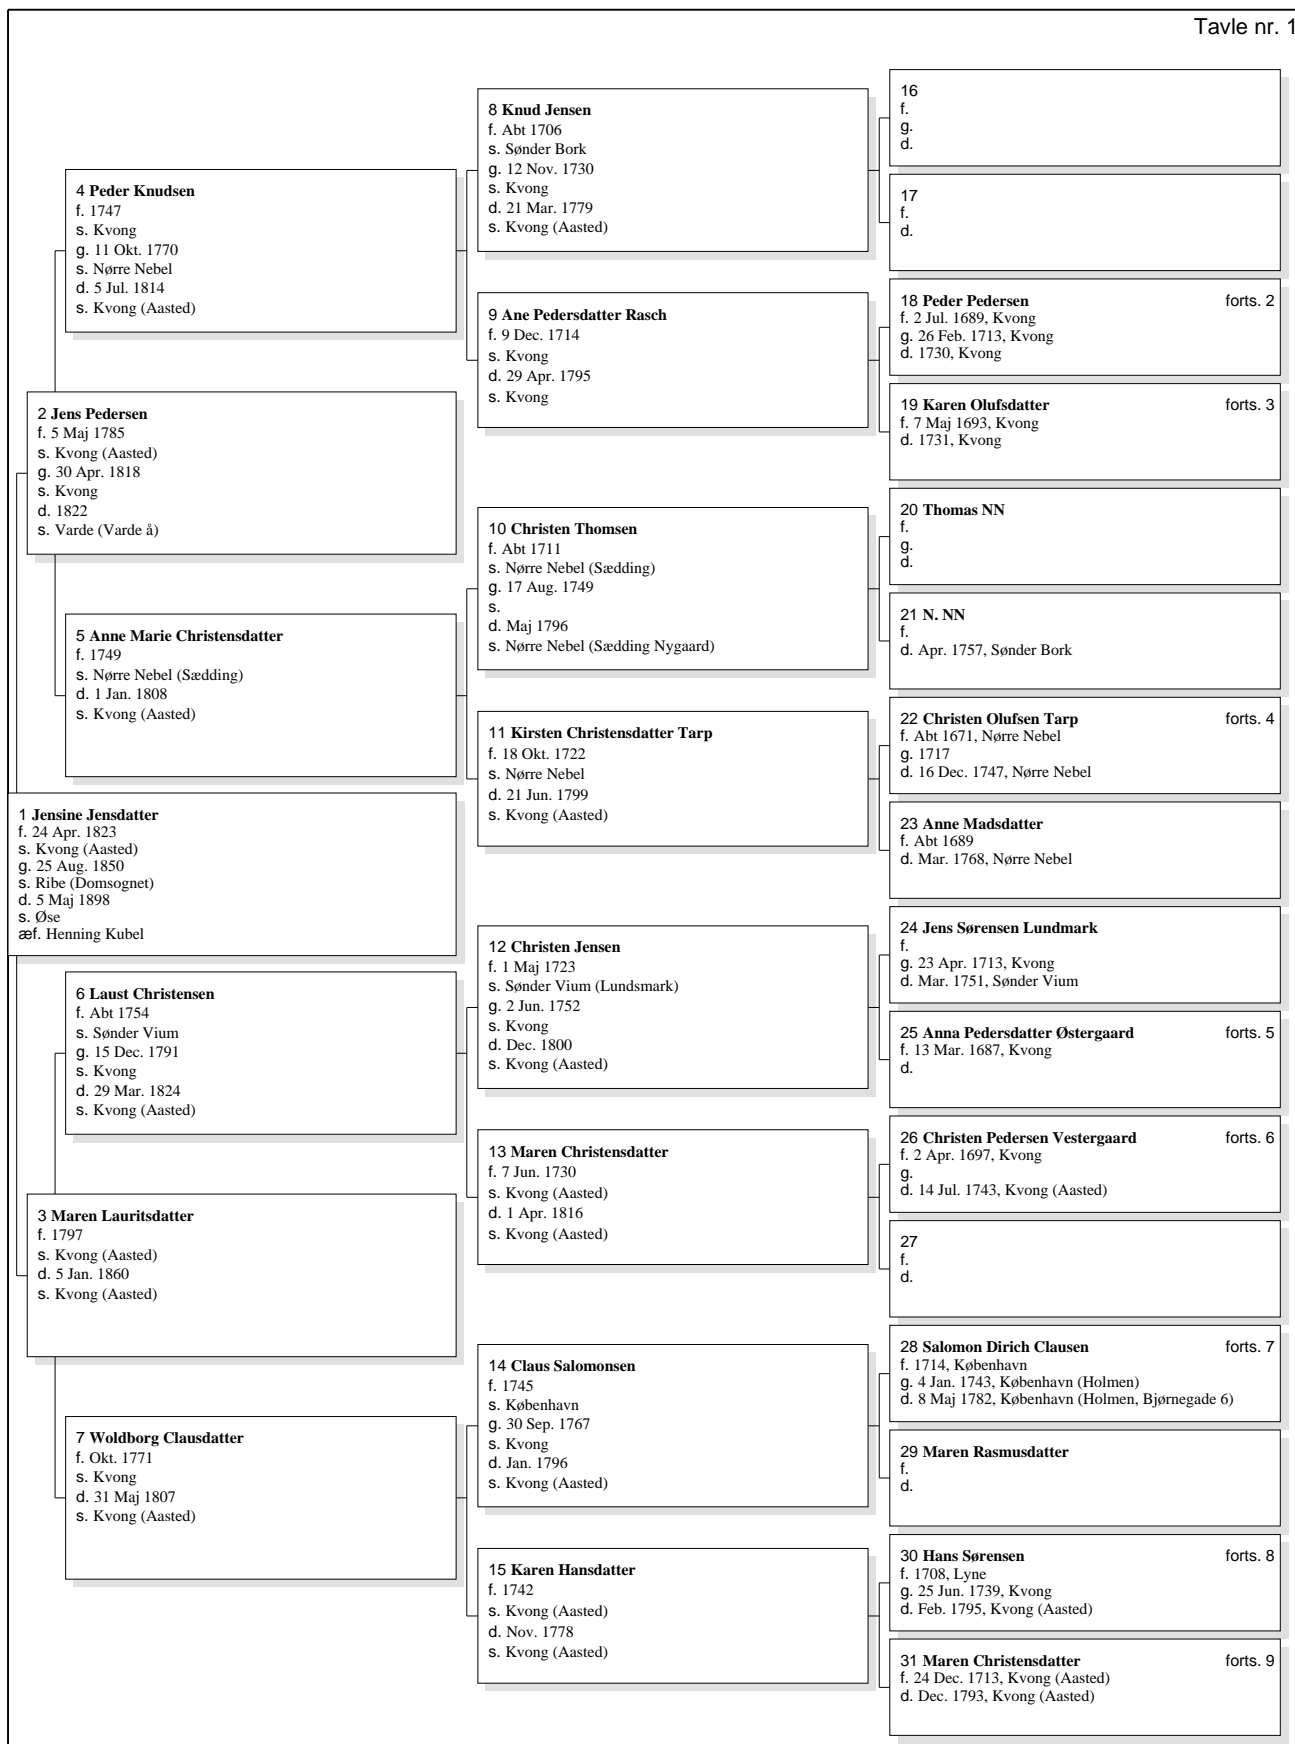 Tavle nr. 1
1 Jensine Jensdatter
f. 24 Apr. 1823
s. Kvong (Aasted)
g. 25 Aug. 1850
s. Ribe (Domsognet)
d. 5 Maj 1898
s. Øse
æf. Henning Kubel
2 Jens Pedersen
f. 5 Maj 1785
s. Kvong (Aasted)
g. 30 Apr. 1818
s. Kvong
d. 1822
s. Varde (Varde å)
3 Maren Lauritsdatter
f. 1797
s. Kvong (Aasted)
d. 5 Jan. 1860
s. Kvong (Aasted)
4 Peder Knudsen
f. 1747
s. Kvong
g. 11 Okt. 1770
s. Nørre Nebel
d. 5 Jul. 1814
s. Kvong (Aasted)
5 Anne Marie Christensdatter
f. 1749
s. Nørre Nebel (Sædding)
d. 1 Jan. 1808
s. Kvong (Aasted)
6 Laust Christensen
f. Abt 1754
s. Sønder Vium
g. 15 Dec. 1791
s. Kvong
d. 29 Mar. 1824
s. Kvong (Aasted)
7 Woldborg Clausdatter
f. Okt. 1771
s. Kvong
d. 31 Maj 1807
s. Kvong (Aasted)
8 Knud Jensen
f. Abt 1706
s. Sønder Bork
g. 12 Nov. 1730
s. Kvong
d. 21 Mar. 1779
s. Kvong (Aasted)
9 Ane Pedersdatter Rasch
f. 9 Dec. 1714
s. Kvong
d. 29 Apr. 1795
s. Kvong
10 Christen Thomsen
f. Abt 1711
s. Nørre Nebel (Sædding)
g. 17 Aug. 1749
s.
d. Maj 1796
s. Nørre Nebel (Sædding Nygaard)
11 Kirsten Christensdatter Tarp
f. 18 Okt. 1722
s. Nørre Nebel
d. 21 Jun. 1799
s. Kvong (Aasted)
12 Christen Jensen
f. 1 Maj 1723
s. Sønder Vium (Lundsmark)
g. 2 Jun. 1752
s. Kvong
d. Dec. 1800
s. Kvong (Aasted)
13 Maren Christensdatter
f. 7 Jun. 1730
s. Kvong (Aasted)
d. 1 Apr. 1816
s. Kvong (Aasted)
14 Claus Salomonsen
f. 1745
s. København
g. 30 Sep. 1767
s. Kvong
d. Jan. 1796
s. Kvong (Aasted)
15 Karen Hansdatter
f. 1742
s. Kvong (Aasted)
d. Nov. 1778
s. Kvong (Aasted)
16
f.
g.
d.
17
f.
d.
18 Peder Pedersen forts. 2
f. 2 Jul. 1689, Kvong
g. 26 Feb. 1713, Kvong
d. 1730, Kvong
19 Karen Olufsdatter forts. 3
f. 7 Maj 1693, Kvong
d. 1731, Kvong
20 Thomas NN
f.
g.
d.
21 N. NN
f.
d. Apr. 1757, Sønder Bork
22 Christen Olufsen Tarp forts. 4
f. Abt 1671, Nørre Nebel
g. 1717
d. 16 Dec. 1747, Nørre Nebel
23 Anne Madsdatter
f. Abt 1689
d. Mar. 1768, Nørre Nebel
24 Jens Sørensen Lundmark
f.
g. 23 Apr. 1713, Kvong
d. Mar. 1751, Sønder Vium
25 Anna Pedersdatter Østergaard forts. 5
f. 13 Mar. 1687, Kvong
d.
26 Christen Pedersen Vestergaard forts. 6
f. 2 Apr. 1697, Kvong
g.
d. 14 Jul. 1743, Kvong (Aasted)
27
f.
d.
28 Salomon Dirich Clausen forts. 7
f. 1714, København
g. 4 Jan. 1743, København (Holmen)
d. 8 Maj 1782, København (Holmen, Bjørnegade 6)
29 Maren Rasmusdatter
f.
d.
30 Hans Sørensen forts. 8
f. 1708, Lyne
g. 25 Jun. 1739, Kvong
d. Feb. 1795, Kvong (Aasted)
31 Maren Christensdatter forts. 9
f. 24 Dec. 1713, Kvong (Aasted)
d. Dec. 1793, Kvong (Aasted)